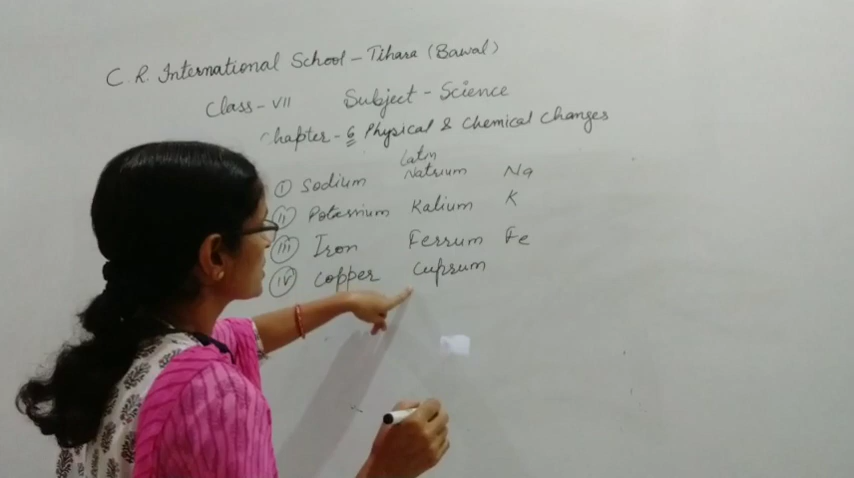 C. R. International School - Tihara (Bawal)
Class - VII Subject - Science
Chapter - 6 Physical & Chemical Changes
Latin
(i) Sodium Natrium Na
(ii) Potassium Kalium K
(iii) Iron Ferrum Fe
(iv) Copper Cuprum